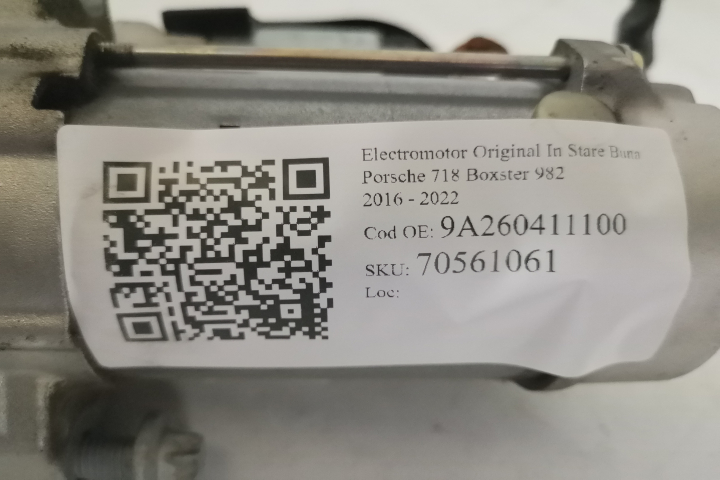 Electromotor Original In Stare Buna
Porsche 718 Boxster 982
2016 - 2022
Cod OE: 9A260411100
SKU: 70561061
Loc: